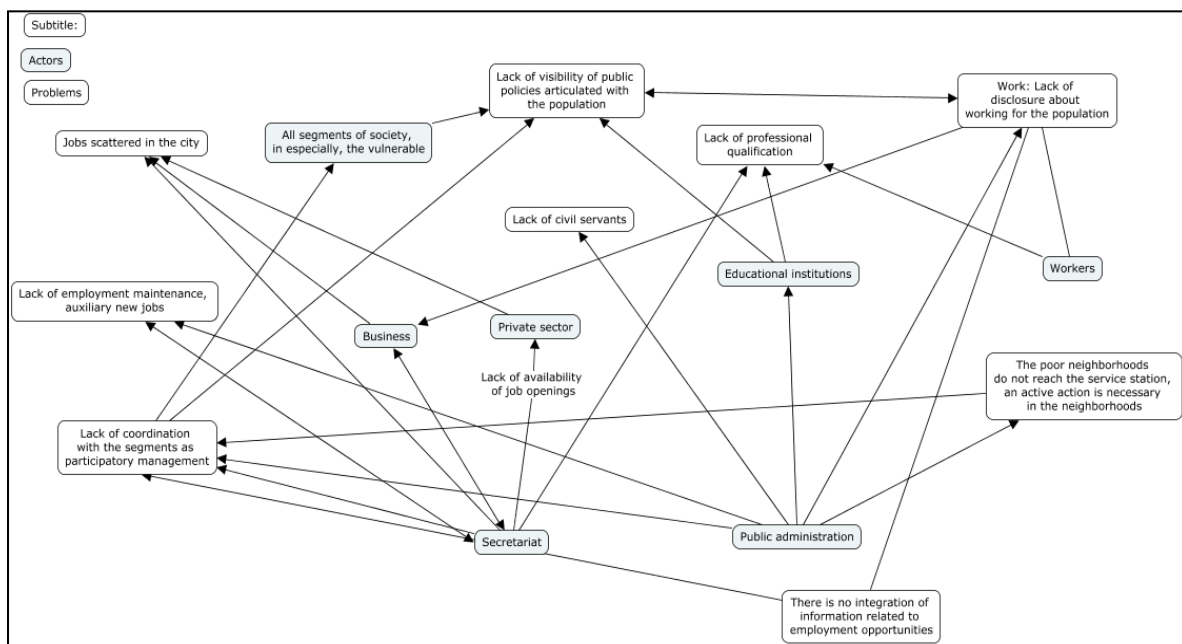 Subtitle:
Actors
Problems
Lack of visibility of public
policies articulated with
the population
Work: Lack of
disclosure about
working for the population
Jobs scattered in the city
All segments of society,
in especially, the vulnerable
Lack of professional
qualification
Lack of civil servants
Educational institutions
Workers
Lack of employment maintenance,
auxiliary new jobs
Business
Private sector
Lack of availability
of job openings
The poor neighborhoods
do not reach the service station,
an active action is necessary
in the neighborhoods
Lack of coordination
with the segments as
participatory management
Secretariat
Public administration
There is no integration of
information related to
employment opportunities